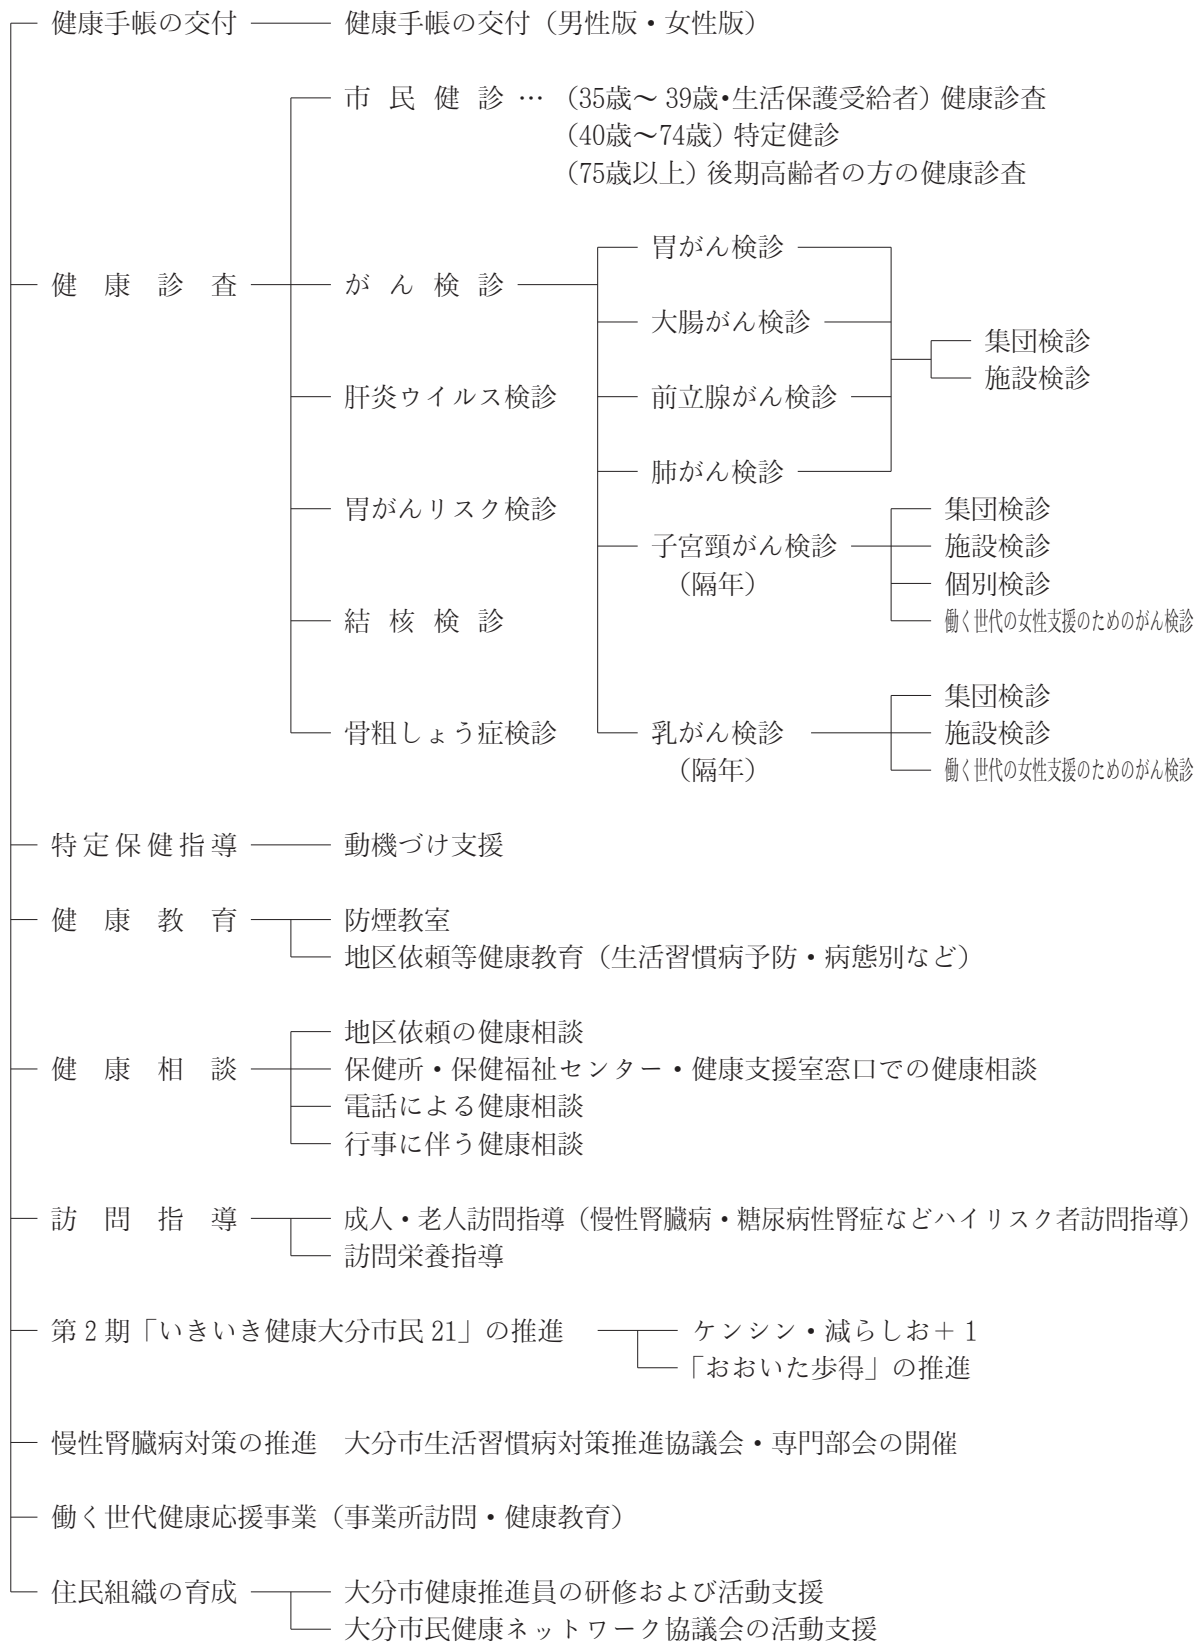 健康手帳の交付 健康手帳の交付（男性版・女性版）
市民健診…（35歳～39歳・生活保護受給者）健康診査
（40歳～74歳）特定健診
（75歳以上）後期高齢者の方の健康診査
胃がん検診
健康診査 がん検診
大腸がん検診
集団検診
施設検診
肝炎ウイルス検診 前立腺がん検診
肺がん検診
胃がんリスク検診 集団検診
子宮頸がん検診 施設検診
（隔年） 個別検診
結核検診 働く世代の女性支援のためのがん検診
集団検診
骨粗しょう症検診 乳がん検診 施設検診
（隔年） 働く世代の女性支援のためのがん検診
特定保健指導 動機づけ支援
健康教育 防煙教室
地区依頼等健康教育（生活習慣病予防・病態別など）
地区依頼の健康相談
健康相談 保健所・保健福祉センター・健康支援室窓口での健康相談
電話による健康相談
行事に伴う健康相談
訪問指導 成人・老人訪問指導（慢性腎臓病・糖尿病性腎症などハイリスク者訪問指導）
訪問栄養指導
第2期「いきいき健康大分市民21」の推進 ケンシン・減らしお＋1
「おおいた歩得」の推進
慢性腎臓病対策の推進 大分市生活習慣病対策推進協議会・専門部会の開催
働く世代健康応援事業（事業所訪問・健康教育）
住民組織の育成 大分市健康推進員の研修および活動支援
大分市民健康ネットワーク協議会の活動支援